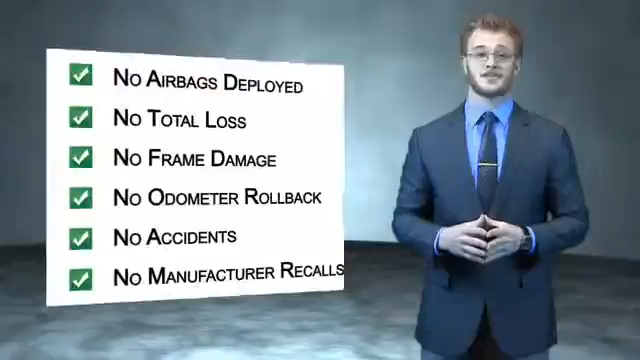 No Airbags Deployed
No Total Loss
No Frame Damage
No Odometer Rollback
No Accidents
No Manufacturer Recalls